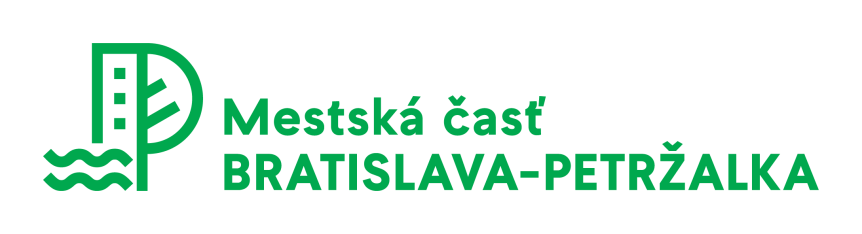 Mestská časť
BRATISLAVA-PETRŽALKA